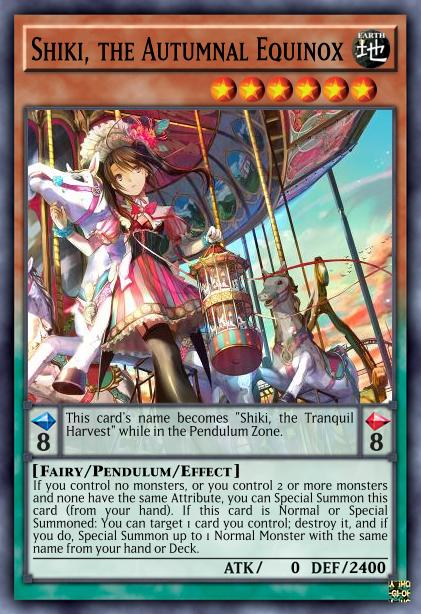 Shiki, the Autumnal Equinox
EARTH
地
This card's name becomes "Shiki, the Tranquil
Harvest" while in the Pendulum Zone.
8
8
[Fairy/Pendulum/Effect]
If you control no monsters, or you control 2 or more monsters
and none have the same Attribute, you can Special Summon this
card (from your hand). If this card is Normal or Special
Summoned: You can target 1 card you control; destroy it, and if
you do, Special Summon up to 1 Normal Monster with the same
name from your hand or Deck.
ATK/ 0 DEF/2400